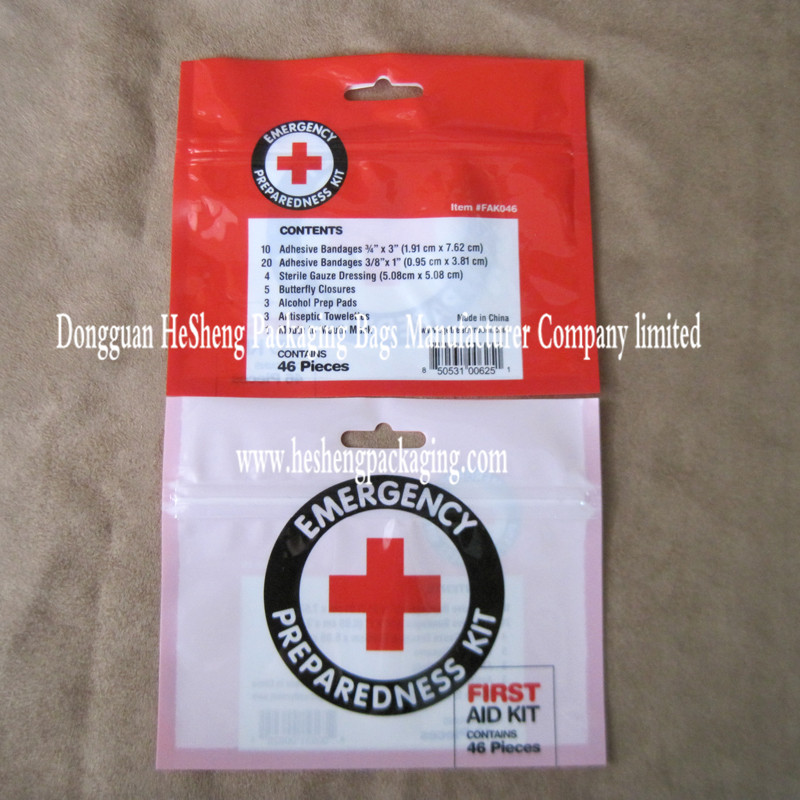 EMERGENCY
PREPAREDNESS KIT
Item #FAK046
CONTENTS
10 Adhesive Bandages ¾" x 3" (1.91 cm x 7.62 cm)
20 Adhesive Bandages 3/8"x 1" (0.95 cm x 3.81 cm)
4 Sterile Gauze Dressing (5.08cm x 5.08 cm)
5 Butterfly Closures
3 Alcohol Prep Pads
3 Antiseptic Towelettes
Made in China
Dongguan HeSheng Packaging Bags Manufacturer Company limited
CONTAINS
46 Pieces
8 50531 00625 1
www.heshengpackaging.com
EMERGENCY
PREPAREDNESS KIT
FIRST
AID KIT
CONTAINS
46 Pieces